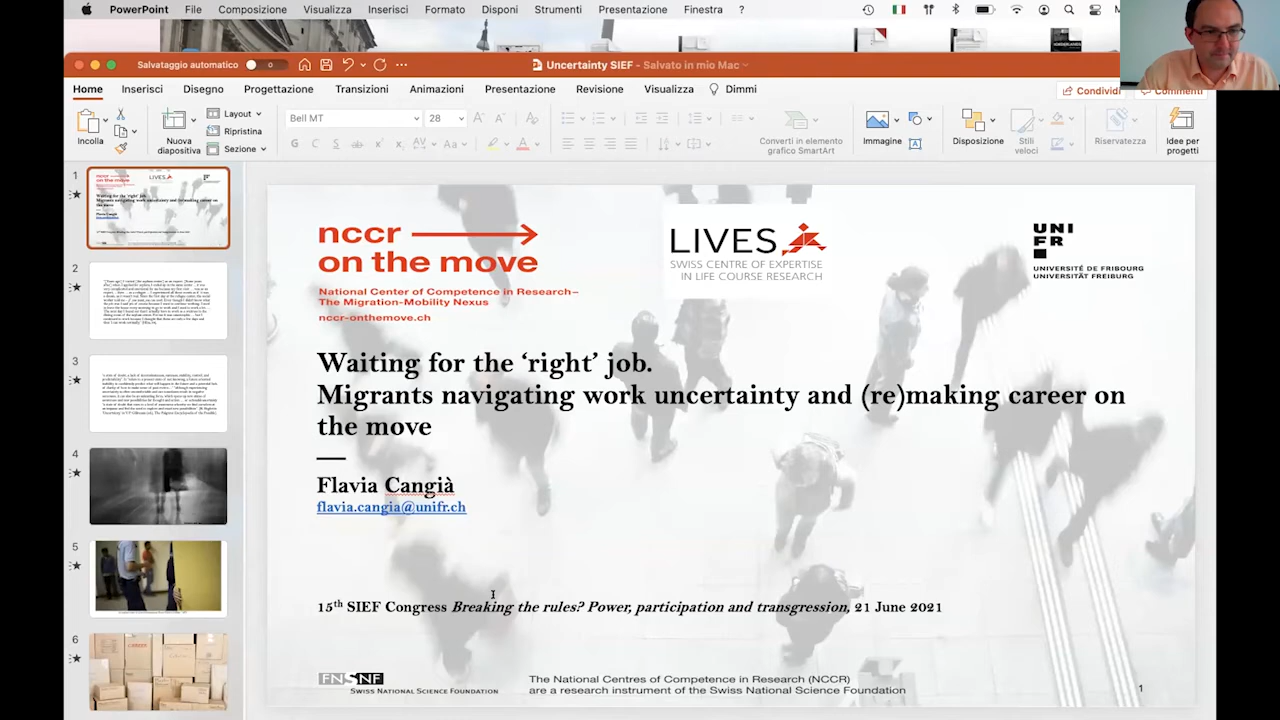 PowerPoint File Composizione Visualizza Inserisci Formato Disponi Strumenti Presentazione Finestra ?
Salvataggio automatico
Uncertainty SIEF - Salvato in mio Mac
Home Inserisci Disegno Progettazione Transizioni Animazioni Presentazione Revisione Visualizza Dimmi
Condividi Commenti
Incolla
Nuova diapositiva
Layout
Ripristina
Sezione
Bell MT 28
Converti in elemento grafico SmartArt
Immagine
Disposizione
Stili veloci
Riservatezza
Idee per progetti
1
2
3
4
5
6
nccr
on the move
National Center of Competence in Research–
The Migration-Mobility Nexus
nccr-onthemove.ch
LIVES
SWISS CENTRE OF EXPERTISE
IN LIFE COURSE RESEARCH
UNI
FR
UNIVERSITÉ DE FRIBOURG
UNIVERSITÄT FREIBURG
Waiting for the ‘right’ job.
Migrants navigating work uncertainty and (re)making career on
the move
Flavia Cangià
flavia.cangia@unifr.ch
15th SIEF Congress Breaking the rules? Power, participation and transgression, 21 June 2021
FNSNF
SWISS NATIONAL SCIENCE FOUNDATION
The National Centres of Competence in Research (NCCR)
are a research instrument of the Swiss National Science Foundation
1